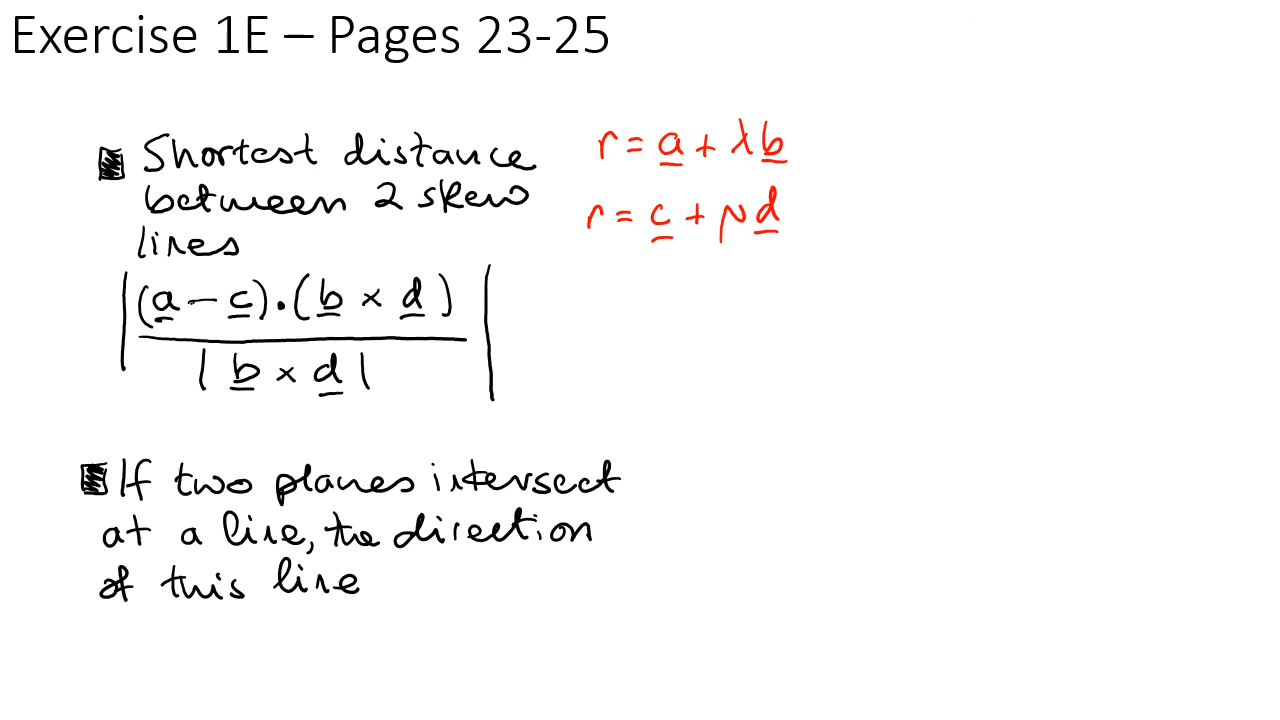 Exercise 1E – Pages 23-25
Shortest distance
between 2 skew
lines
r = a + λb
r = c + μd
|(a − c).(b × d)|
|b × d|
If two planes intersect
at a line, the direction
of this line